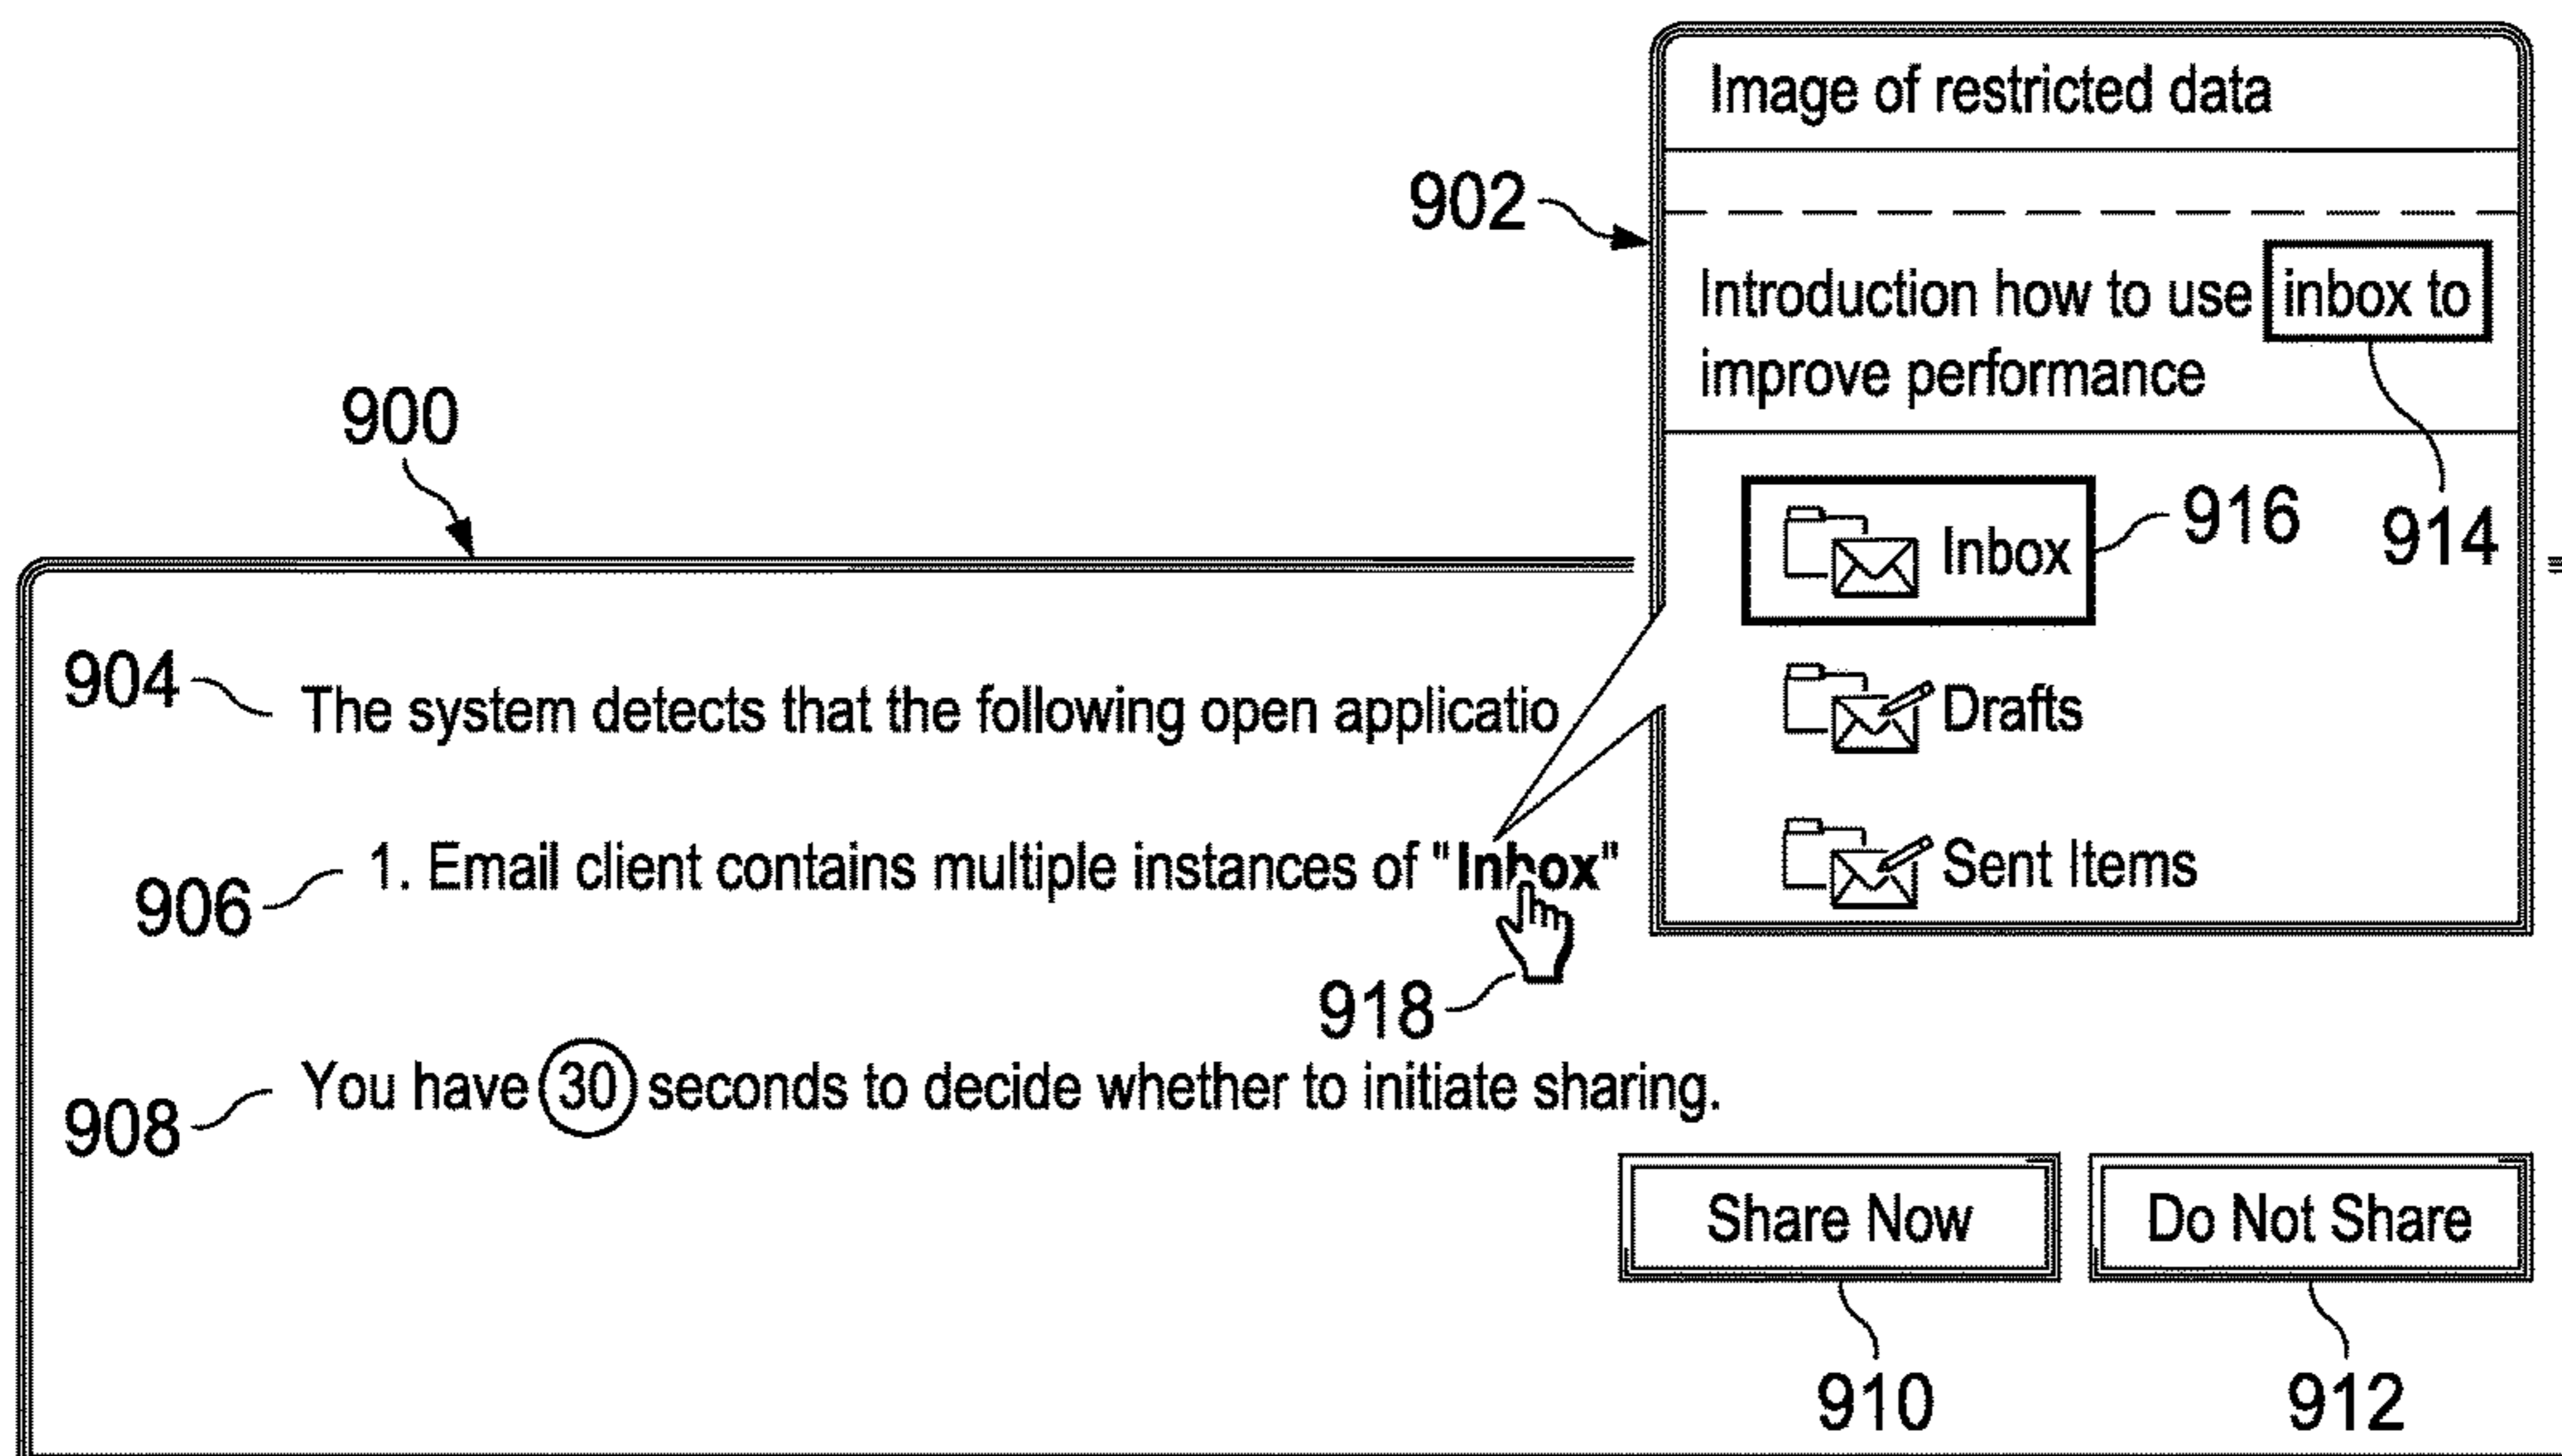 Image of restricted data
902
Introduction how to use inbox to
improve performance
900
Inbox
916
914
904
The system detects that the following open applicatio
Drafts
906
1. Email client contains multiple instances of "Inbox"
Sent Items
918
908
You have 30 seconds to decide whether to initiate sharing.
Share Now
Do Not Share
910
912